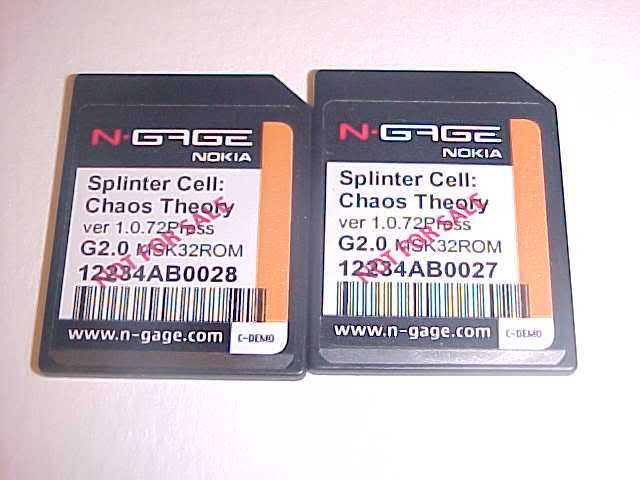 N·GAGE
NOKIA
Splinter Cell:
Chaos Theory
ver 1.0.72Press
G2.0 MSK32ROM
12234AB0028
NOT FOR SALE
www.n-gage.com
C-DEMO
N·GAGE
NOKIA
Splinter Cell:
Chaos Theory
ver 1.0.72Press
G2.0 MSK32ROM
12234AB0027
NOT FOR SALE
www.n-gage.com
C-DEMO